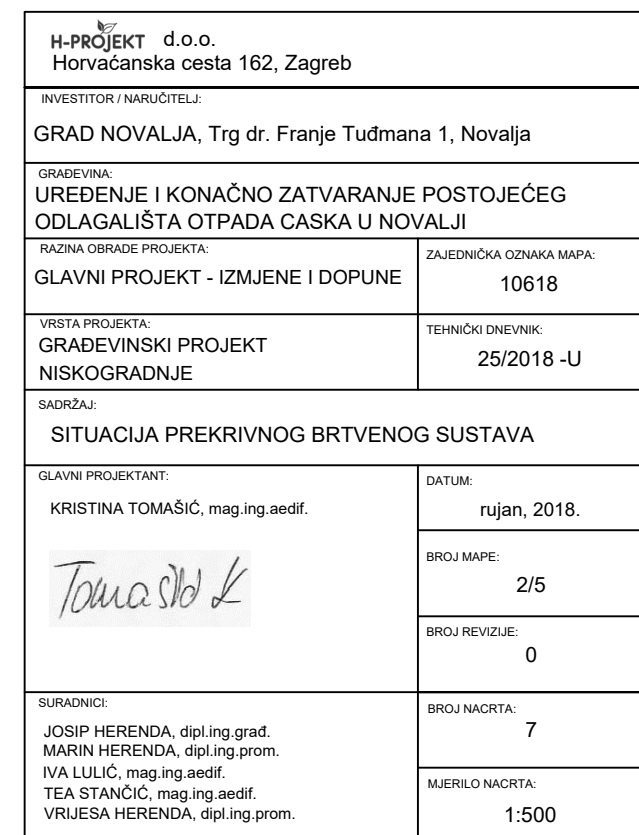 H-PROJEKT d.o.o.
Horvaćanska cesta 162, Zagreb
INVESTITOR / NARUČITELJ:
GRAD NOVALJA, Trg dr. Franje Tuđmana 1, Novalja
GRAĐEVINA:
UREĐENJE I KONAČNO ZATVARANJE POSTOJEĆEG
ODLAGALIŠTA OTPADA CASKA U NOVALJI
RAZINA OBRADE PROJEKTA:
GLAVNI PROJEKT - IZMJENE I DOPUNE
ZAJEDNIČKA OZNAKA MAPA:
10618
VRSTA PROJEKTA:
GRAĐEVINSKI PROJEKT
NISKOGRADNJE
TEHNIČKI DNEVNIK:
25/2018 -U
SADRŽAJ:
SITUACIJA PREKRIVNOG BRTVENOG SUSTAVA
GLAVNI PROJEKTANT:
KRISTINA TOMAŠIĆ, mag.ing.aedif.
Tomašić K
DATUM:
rujan, 2018.
BROJ MAPE:
2/5
BROJ REVIZIJE:
0
SURADNICI:
JOSIP HERENDA, dipl.ing.građ.
MARIN HERENDA, dipl.ing.prom.
IVA LULIĆ, mag.ing.aedif.
TEA STANČIĆ, mag.ing.aedif.
VRIJESA HERENDA, dipl.ing.prom.
BROJ NACRTA:
7
MJERILO NACRTA:
1:500